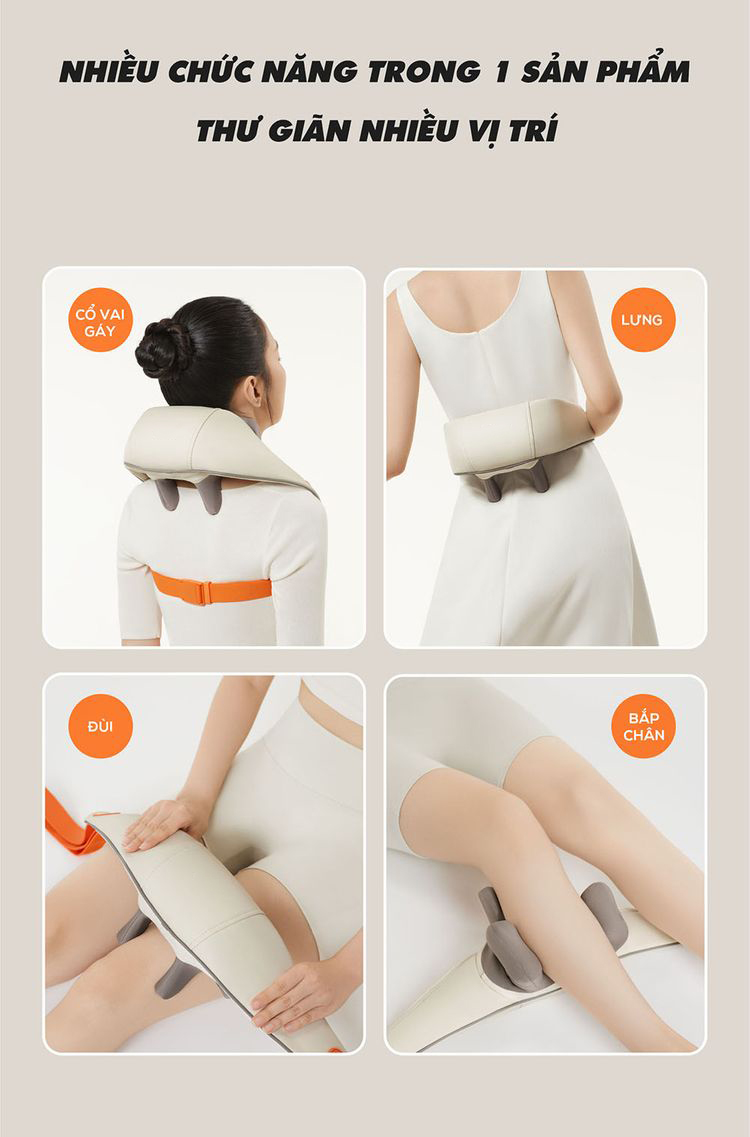 NHIỀU CHỨC NĂNG TRONG 1 SẢN PHẨM
THƯ GIÃN NHIỀU VỊ TRÍ
CỔ VAI
GÁY
LƯNG
ĐÙI
BẮP
CHÂN